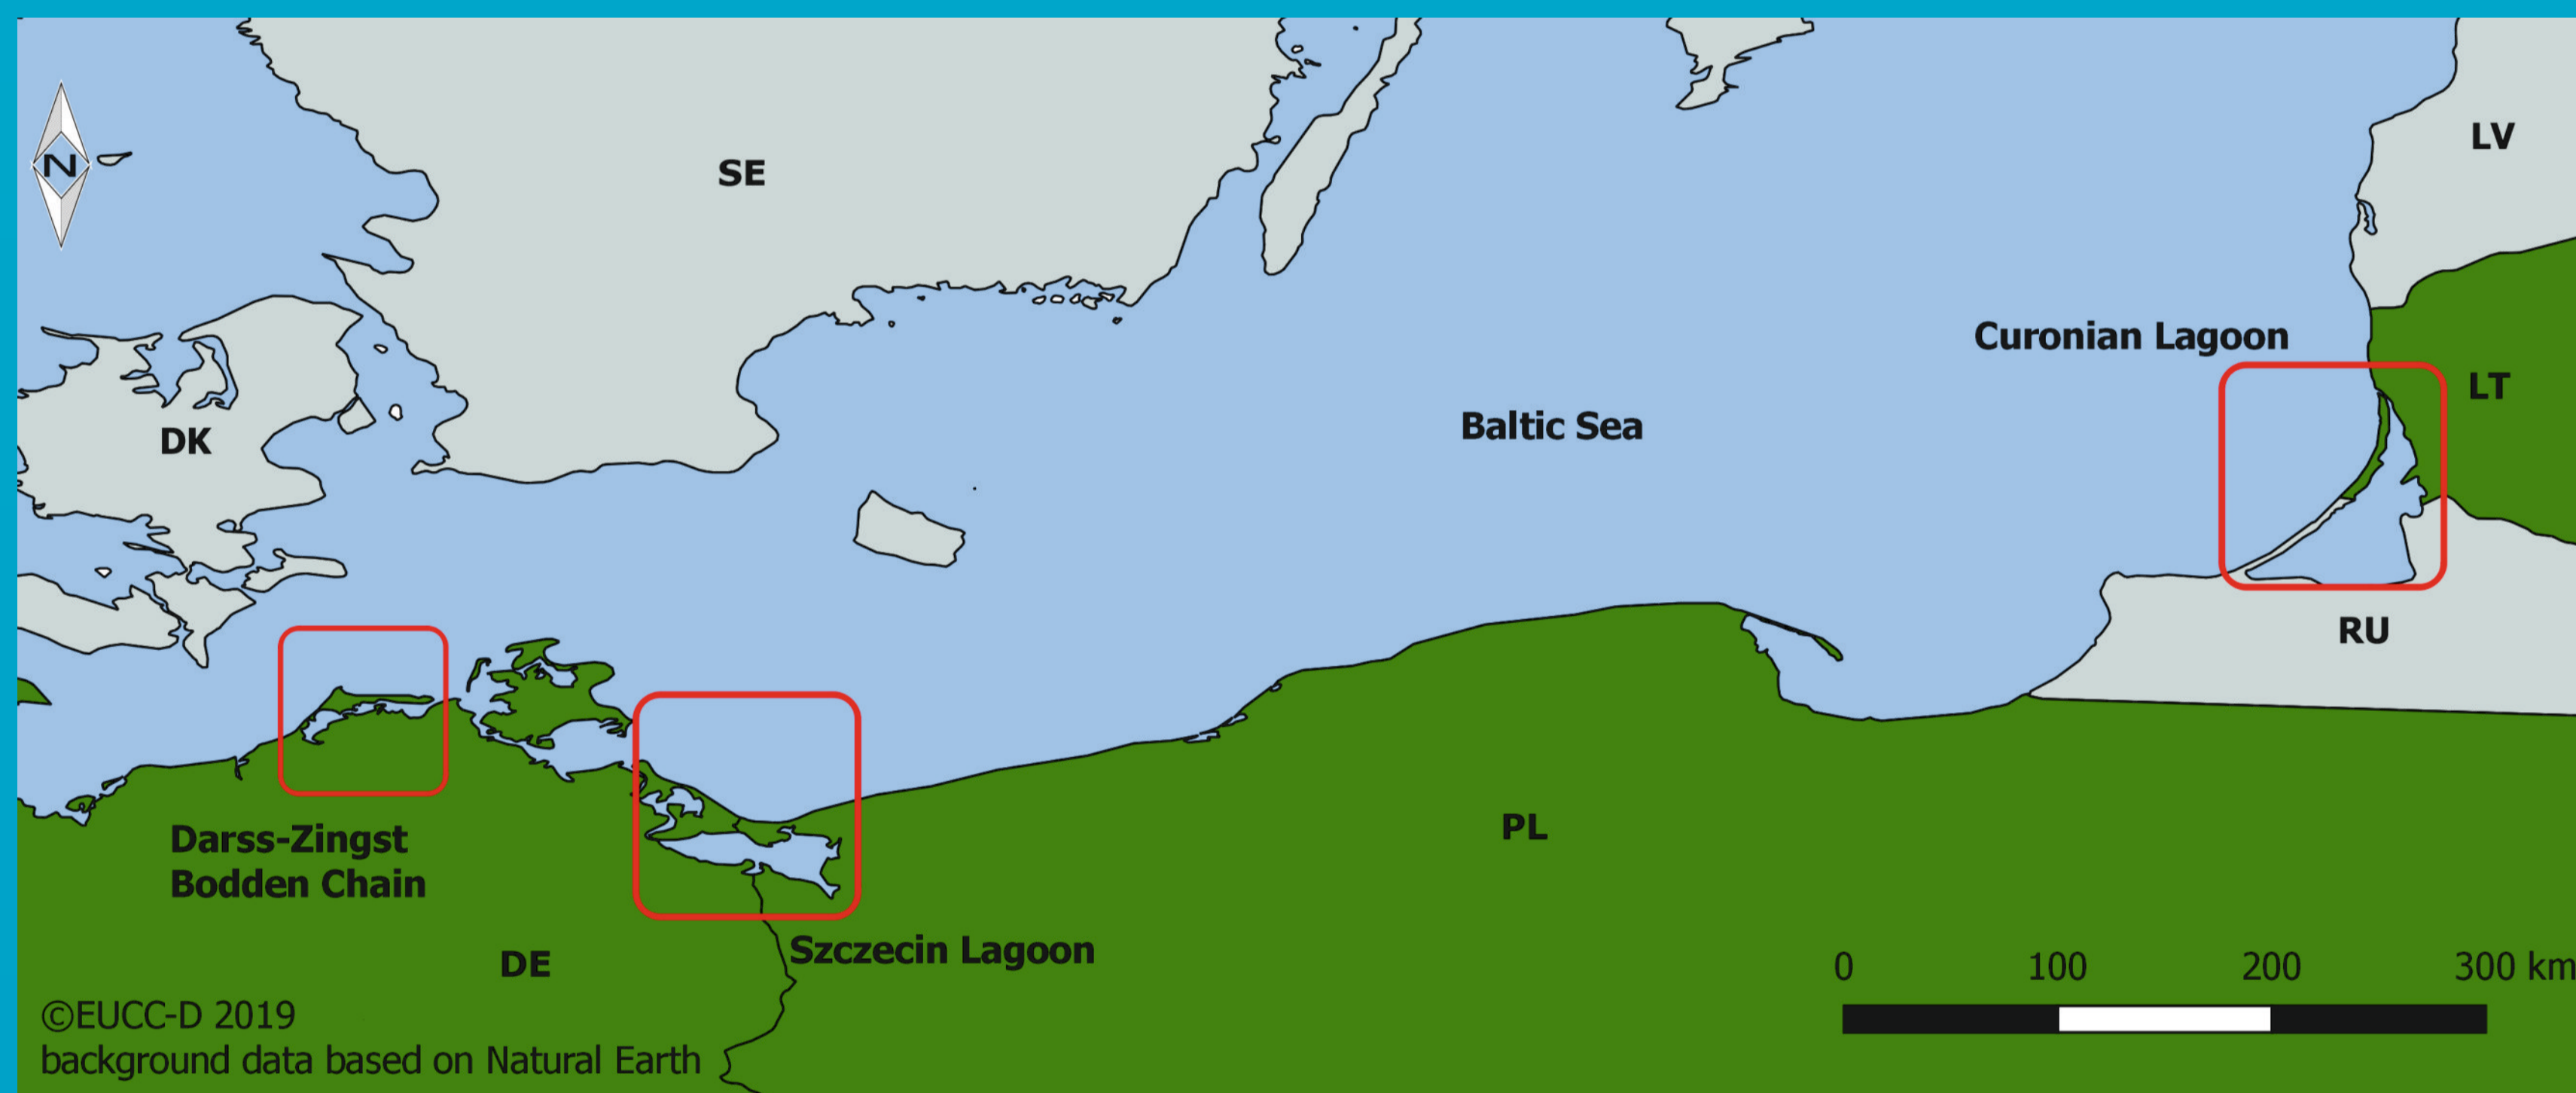 N
SE
LV
Curonian Lagoon
LT
Baltic Sea
DK
RU
PL
Darss-Zingst
Bodden Chain
Szczecin Lagoon
DE
0 100 200 300 km
©EUCC-D 2019
background data based on Natural Earth